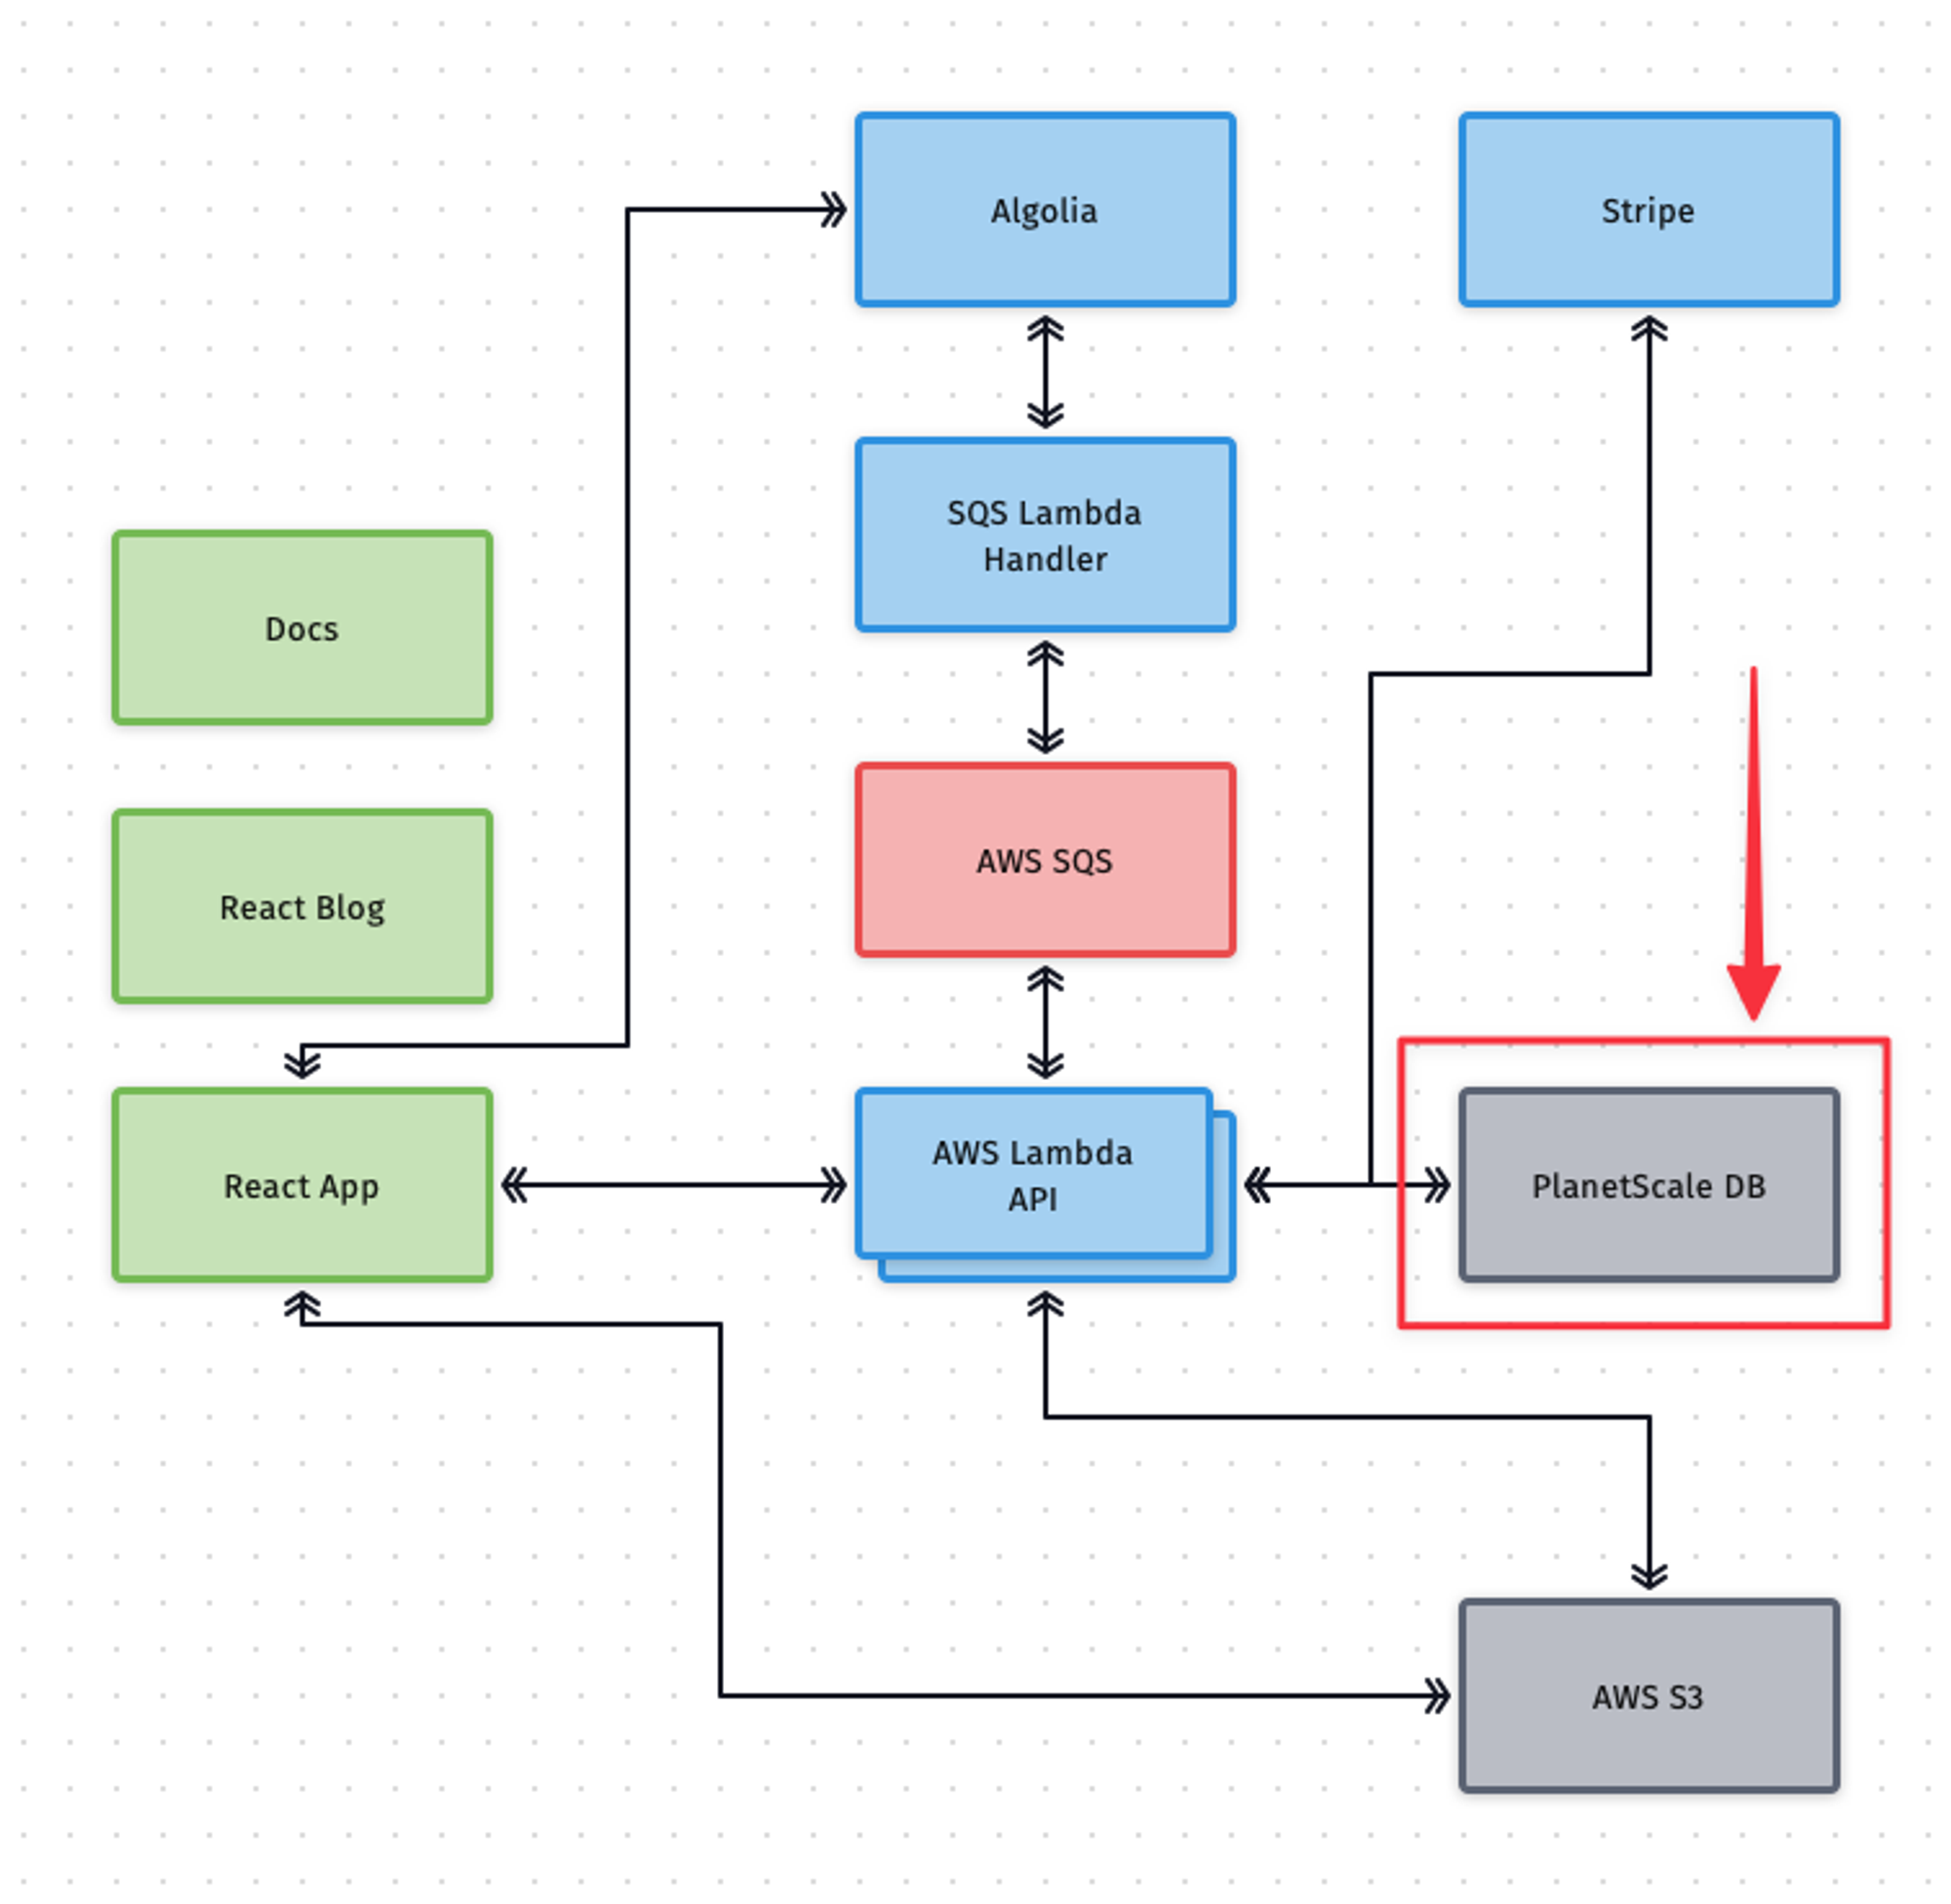 Algolia
Stripe
SQS Lambda
Handler
Docs
AWS SQS
React Blog
React App
AWS Lambda
API
PlanetScale DB
AWS S3